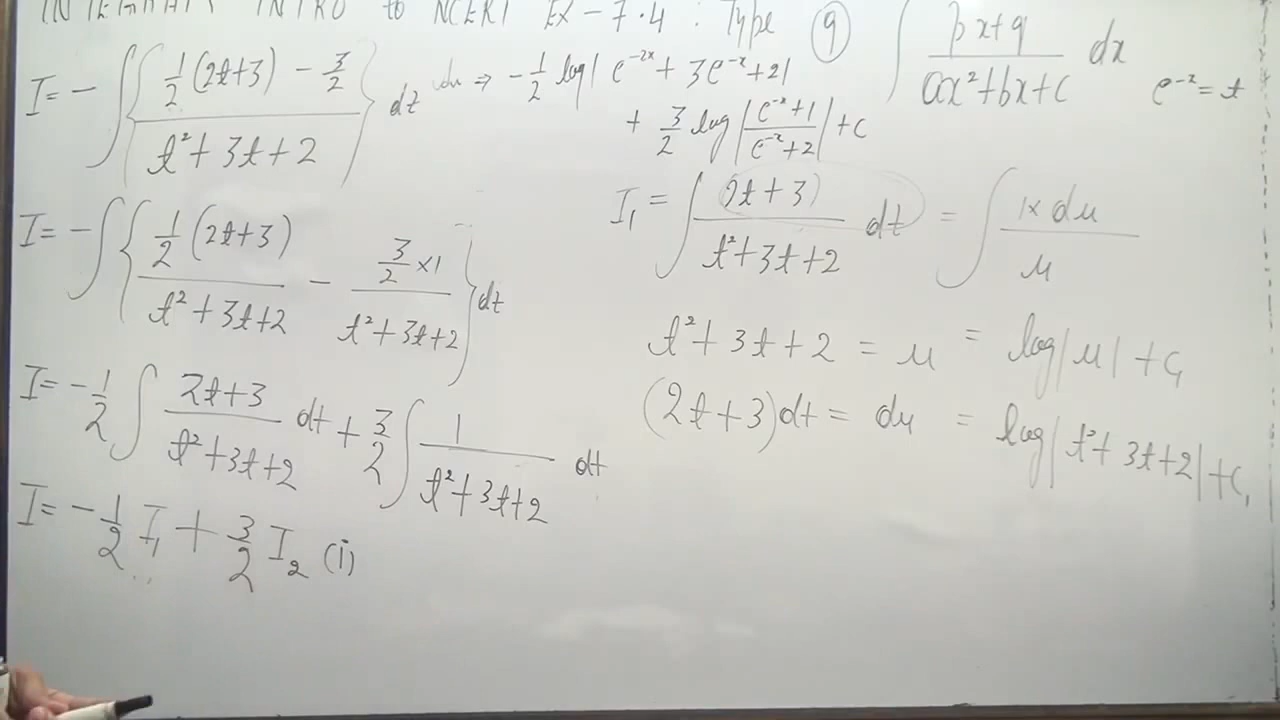 INTRO to NCERT EX – 7.4 : Type (9) ∫ px+q / ax²+bx+c dx
e^-x = t
I = - ∫ { 1/2 (2t+3) - 3/2 / t²+3t+2 } dt
⇒ - 1/2 log| e^-2x + 3e^-x + 2|
+ 3/2 log | e^-x+1 / e^-x+2 | + c
I = - ∫ { 1/2 (2t+3) / t²+3t+2 - 3/2 ×1 / t²+3t+2 } dt
I = - 1/2 ∫ 2t+3 / t²+3t+2 dt + 3/2 ∫ 1 / t²+3t+2 dt
I = - 1/2 I₁ + 3/2 I₂ (i)
I₁ = ∫ (2t+3) / t²+3t+2 dt = ∫ 1×du / u
t²+3t+2 = u = log|u| + c₁
(2t+3)dt = du = log| t²+3t+2| + c₁